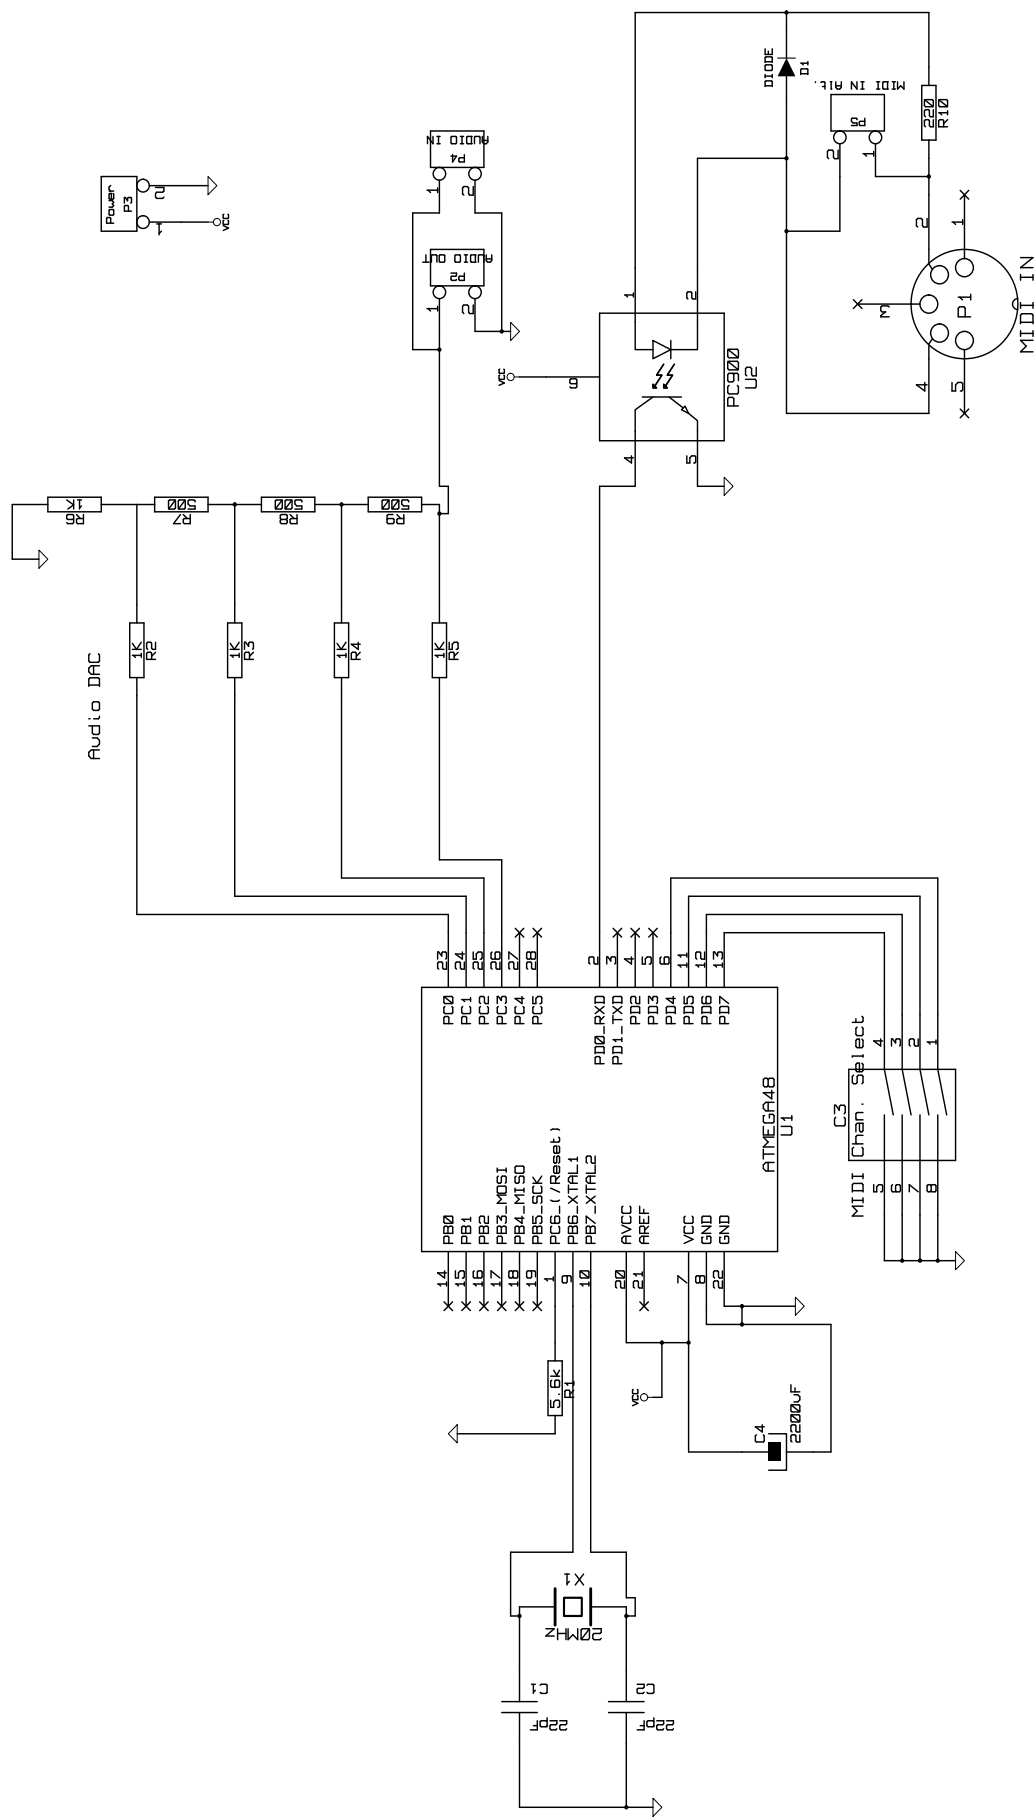 DIODE
D1
MIDI IN Alt.
P5
2
1
220
R10
AUDIO IN
P4
1
2
Power
P3
2
1
VCC
2
1
AUDIO OUT
P2
1
2
3
P1
MIDI IN
4
5
1
2
VCC
9
PC900
U2
4
5
1K
R6
500
R7
500
R8
500
R9
1K
R2
1K
R3
1K
R4
1K
R5
Audio DAC
23
24
25
26
27
28
2
3
4
5
6
11
12
13
PC0
PC1
PC2
PC3
PC4
PC5
PD0_RXD
PD1_TXD
PD2
PD3
PD4
PD5
PD6
PD7
ATMEGA48
U1
PB0
PB1
PB2
PB3_MOSI
PB4_MISO
PB5_SCK
PC6_(/Reset)
PB6_XTAL1
PB7_XTAL2
AVCC
AREF
VCC
GND
GND
14
15
16
17
18
19
1
9
10
20
21
7
8
22
4
3
2
1
C3
MIDI Chan. Select
5
6
7
8
5.6k
R1
VCC
C4
2200uF
X1
20MHz
C1
22pF
C2
22pF